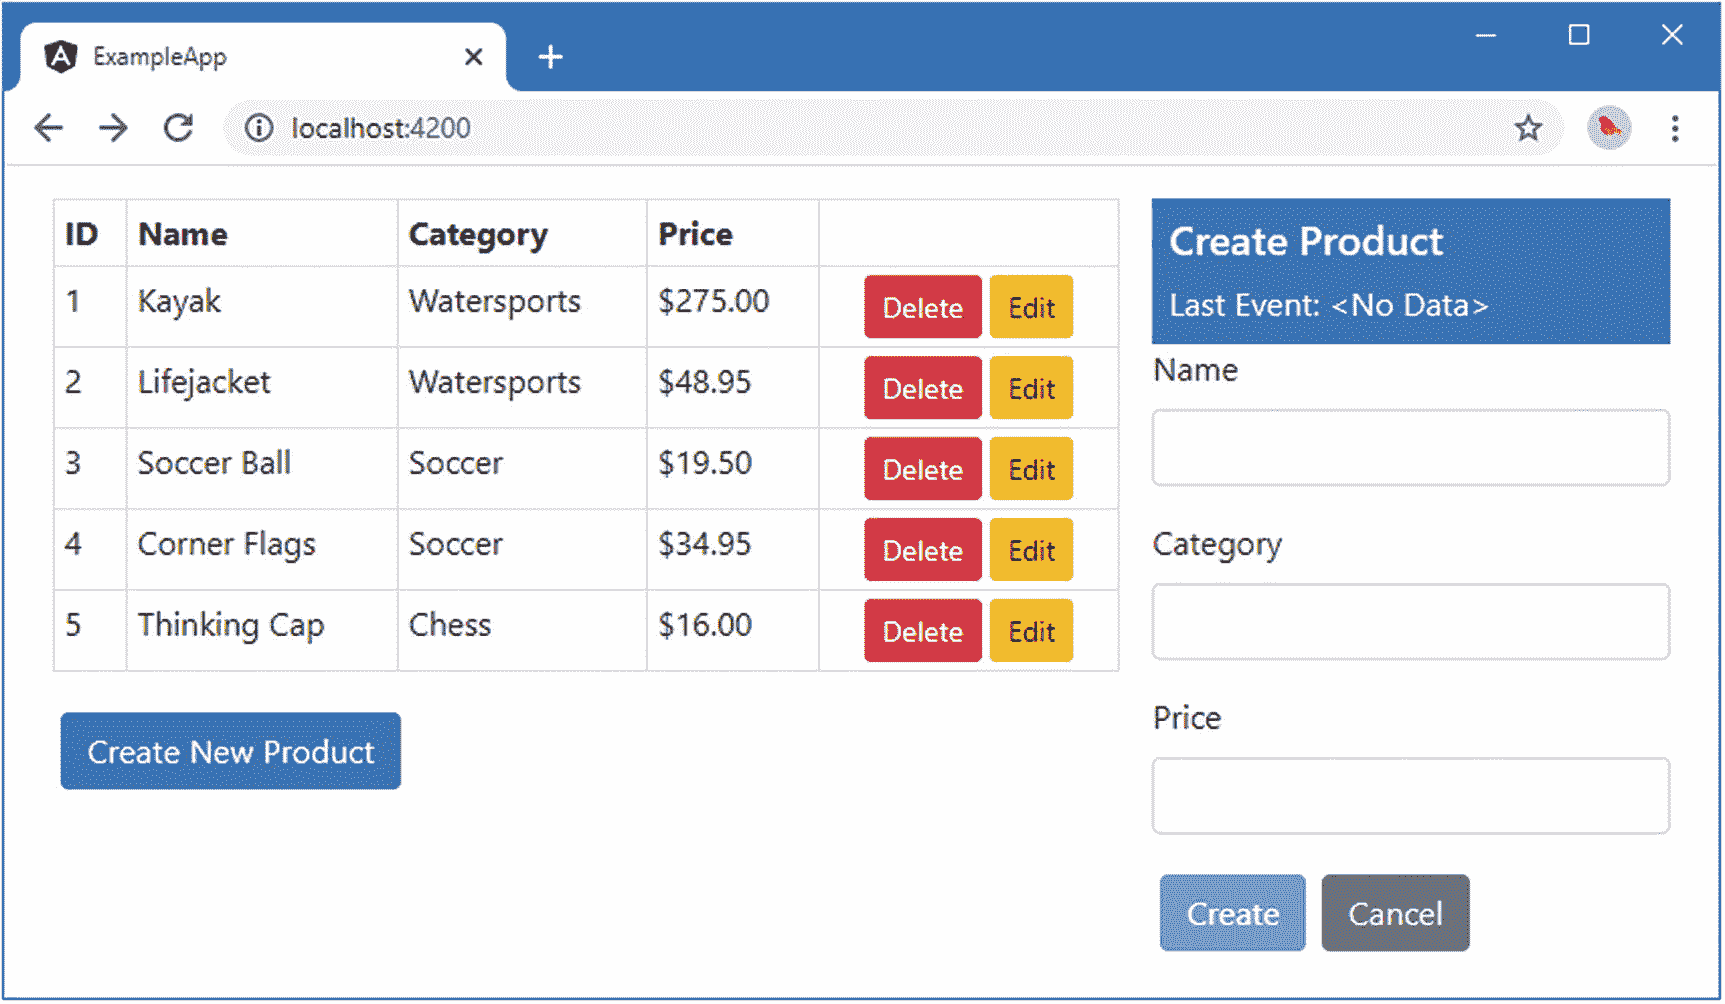 ExampleApp
localhost:4200
ID Name Category Price
1 Kayak Watersports $275.00 Delete Edit
2 Lifejacket Watersports $48.95 Delete Edit
3 Soccer Ball Soccer $19.50 Delete Edit
4 Corner Flags Soccer $34.95 Delete Edit
5 Thinking Cap Chess $16.00 Delete Edit
Create New Product
Create Product
Last Event: <No Data>
Name
Category
Price
Create Cancel